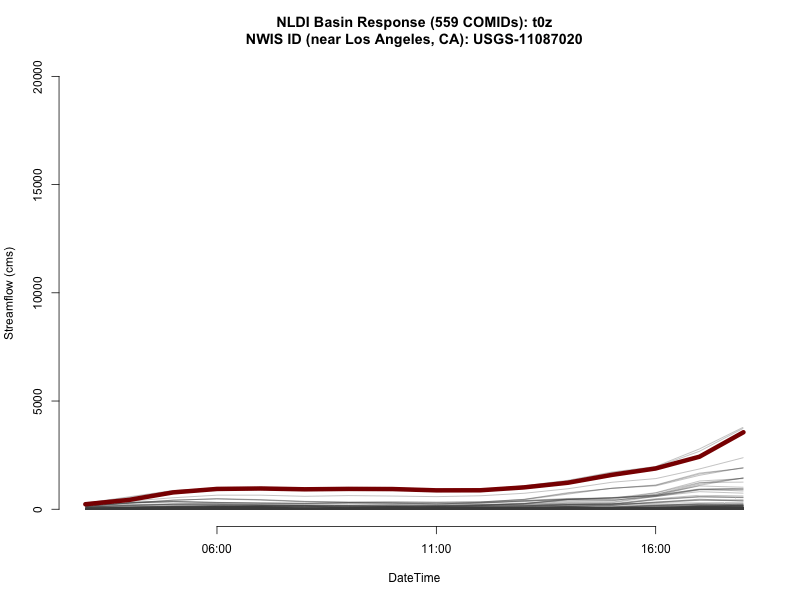 NLDI Basin Response (559 COMIDs): t0z
NWIS ID (near Los Angeles, CA): USGS-11087020
20000
15000
10000
5000
0
Streamflow (cms)
06:00
11:00
16:00
DateTime